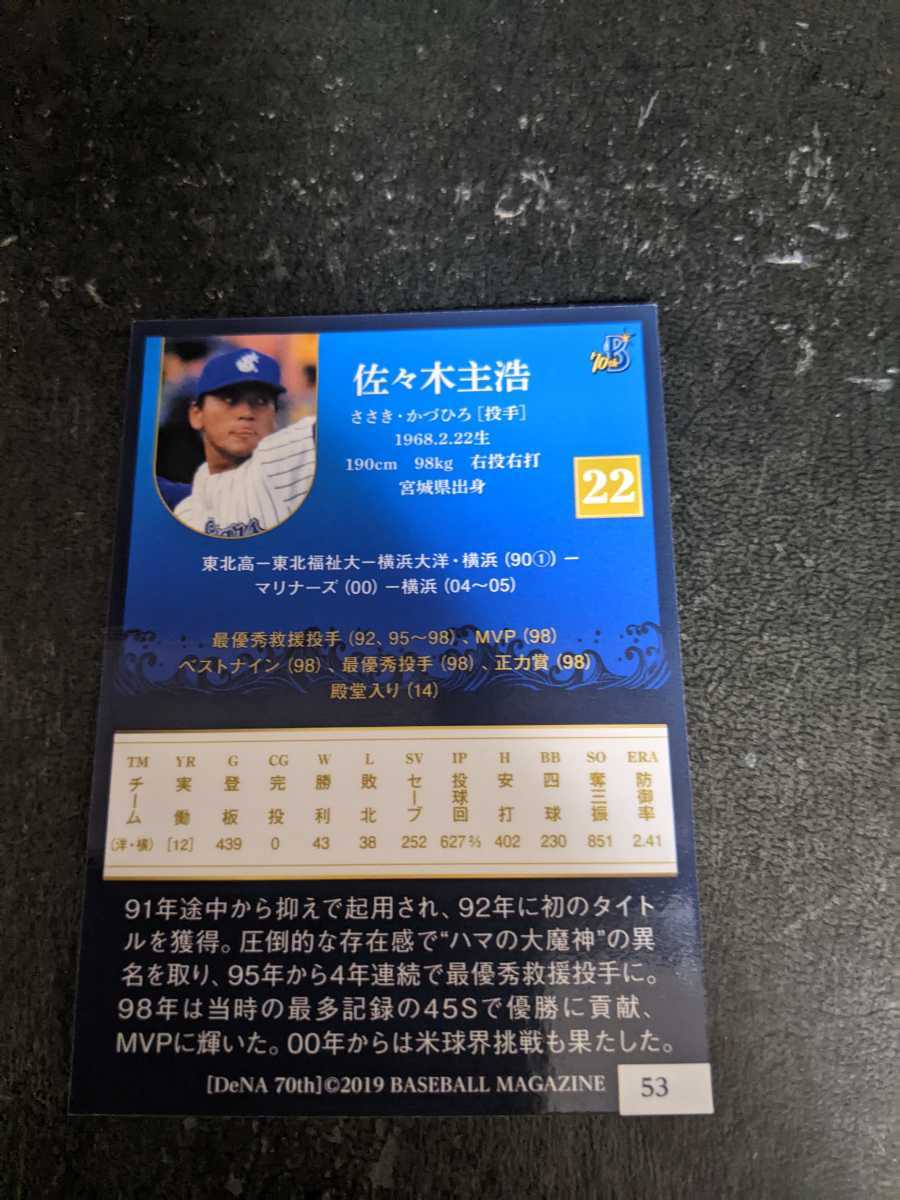 佐々木主浩
ささき・かづひろ［投手］
1968.2.22生
190cm 98kg 右投右打
宮城県出身
'70th B
22
東北高－東北福祉大－横浜大洋・横浜（90①）－
マリナーズ（00）－横浜（04～05）
最優秀救援投手（92、95～98）、MVP（98）
ベストナイン（98）、最優秀投手（98）、正力賞（98）
殿堂入り（14）
TM YR G CG W L SV IP H BB SO ERA
チーム 実働 登板 完投 勝利 敗北 セーブ 投球回 安打 四球 奪三振 防御率
（洋・横） [12] 439 0 43 38 252 627 2/3 402 230 851 2.41
91年途中から抑えで起用され、92年に初のタイト
ルを獲得。圧倒的な存在感で“ハマの大魔神”の異
名を取り、95年から4年連続で最優秀救援投手に。
98年は当時の最多記録の45Sで優勝に貢献、
MVPに輝いた。00年からは米球界挑戦も果たした。
[DeNA 70th]©2019 BASEBALL MAGAZINE 53